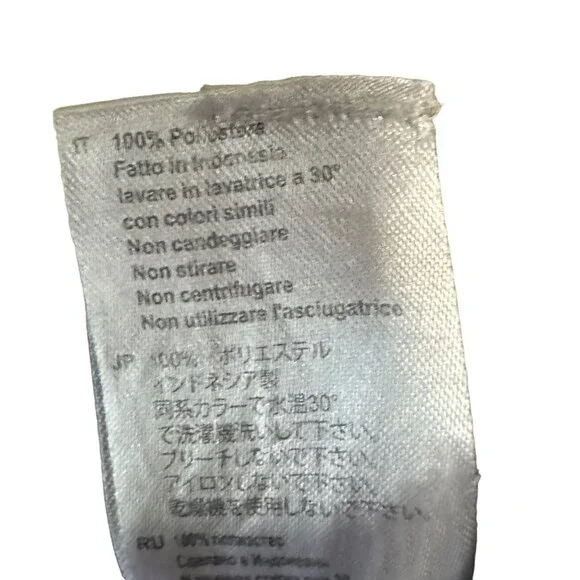 IT 100% Poliestere
Fatto in Indonesia
lavare in lavatrice a 30°
con colori simili
Non candeggiare
Non stirare
Non centrifugare
Non utilizzare l'asciugatrice
JP 100% ポリエステル
インドネシア製
同系カラーで水温30°
で洗濯機洗いして下さい。
ブリーチしないで下さい。
アイロンしないで下さい。
乾燥機を使用しないで下さい。
RU 100% полиэстер
Сделано в Индонезии